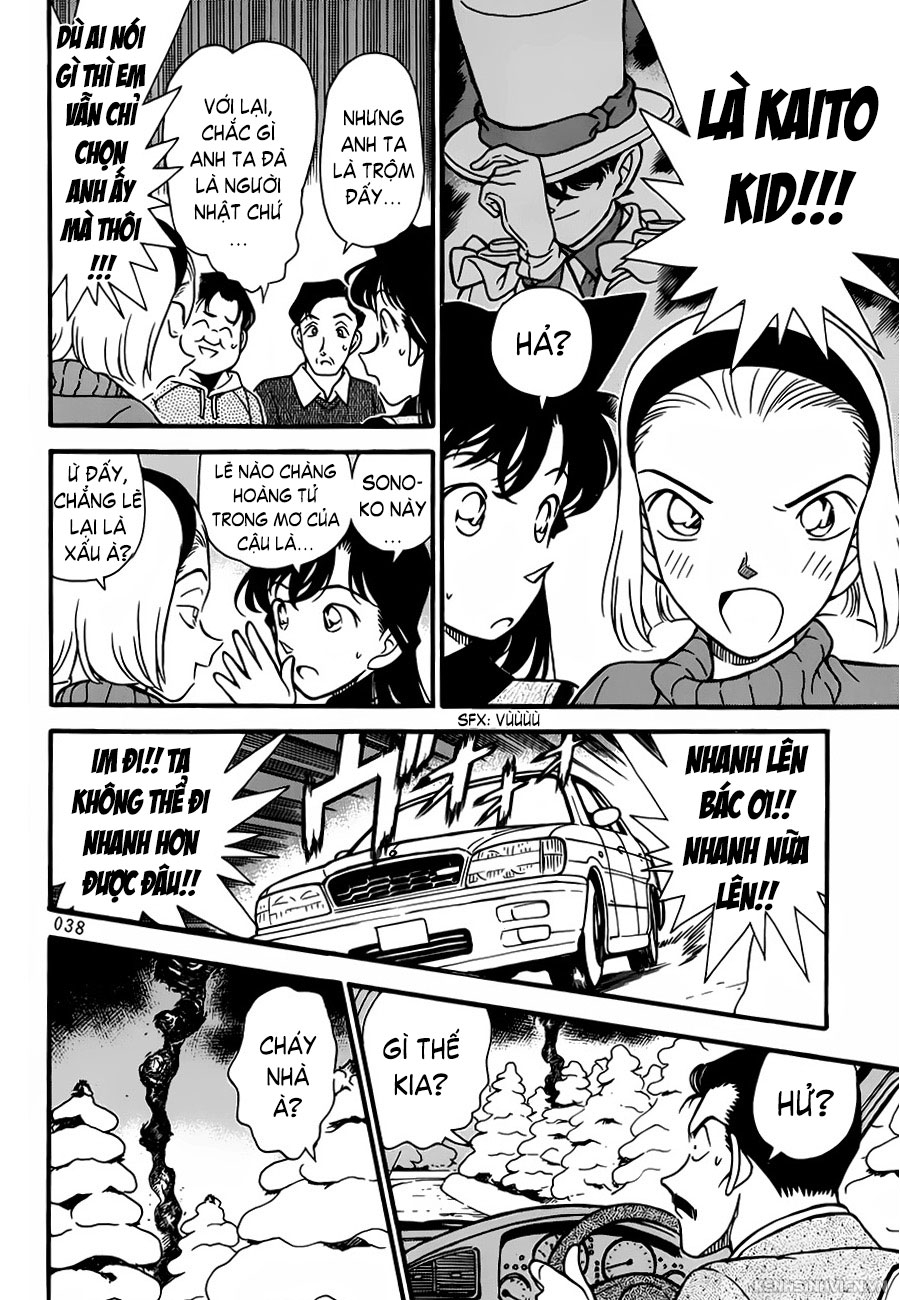 LÀ KAITO
KID!!!
HẢ?
NHƯNG
ANH TA
LÀ TRỘM
ĐẤY...
VỚI LẠI,
CHẮC GÌ
ANH TA ĐÃ
LÀ NGƯỜI
NHẬT CHỨ
...
DÙ AI NÓI
GÌ THÌ EM
VẪN CHỈ
CHỌN
ANH ẤY
MÀ THÔI
!!!
SONO-
KO NÀY
...
LẼ NÀO CHÀNG
HOÀNG TỬ
TRONG MƠ CỦA
CẬU LÀ...
Ừ ĐẤY,
CHẲNG LẼ
LẠI LÀ
XẤU À?
SFX: VÙÙÙÙ
NHANH LÊN
BÁC ƠI!!
NHANH NỮA
LÊN!!
IM ĐI!! TA
KHÔNG THỂ ĐI
NHANH HƠN
ĐƯỢC ĐÂU!!
038
HỬ?
GÌ THẾ
KIA?
CHÁY
NHÀ
À?